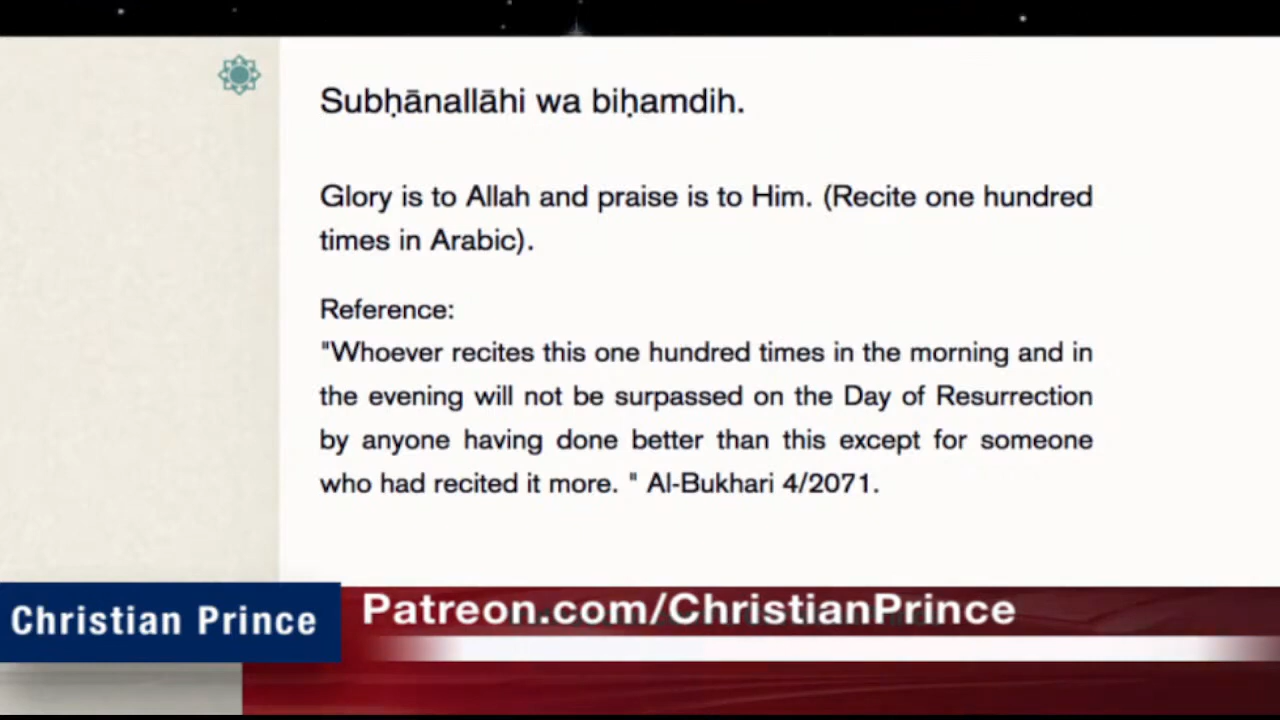 Subḥānallāhi wa biḥamdih.
Glory is to Allah and praise is to Him. (Recite one hundred
times in Arabic).
Reference:
"Whoever recites this one hundred times in the morning and in
the evening will not be surpassed on the Day of Resurrection
by anyone having done better than this except for someone
who had recited it more. " Al-Bukhari 4/2071.
Christian Prince
Patreon.com/ChristianPrince